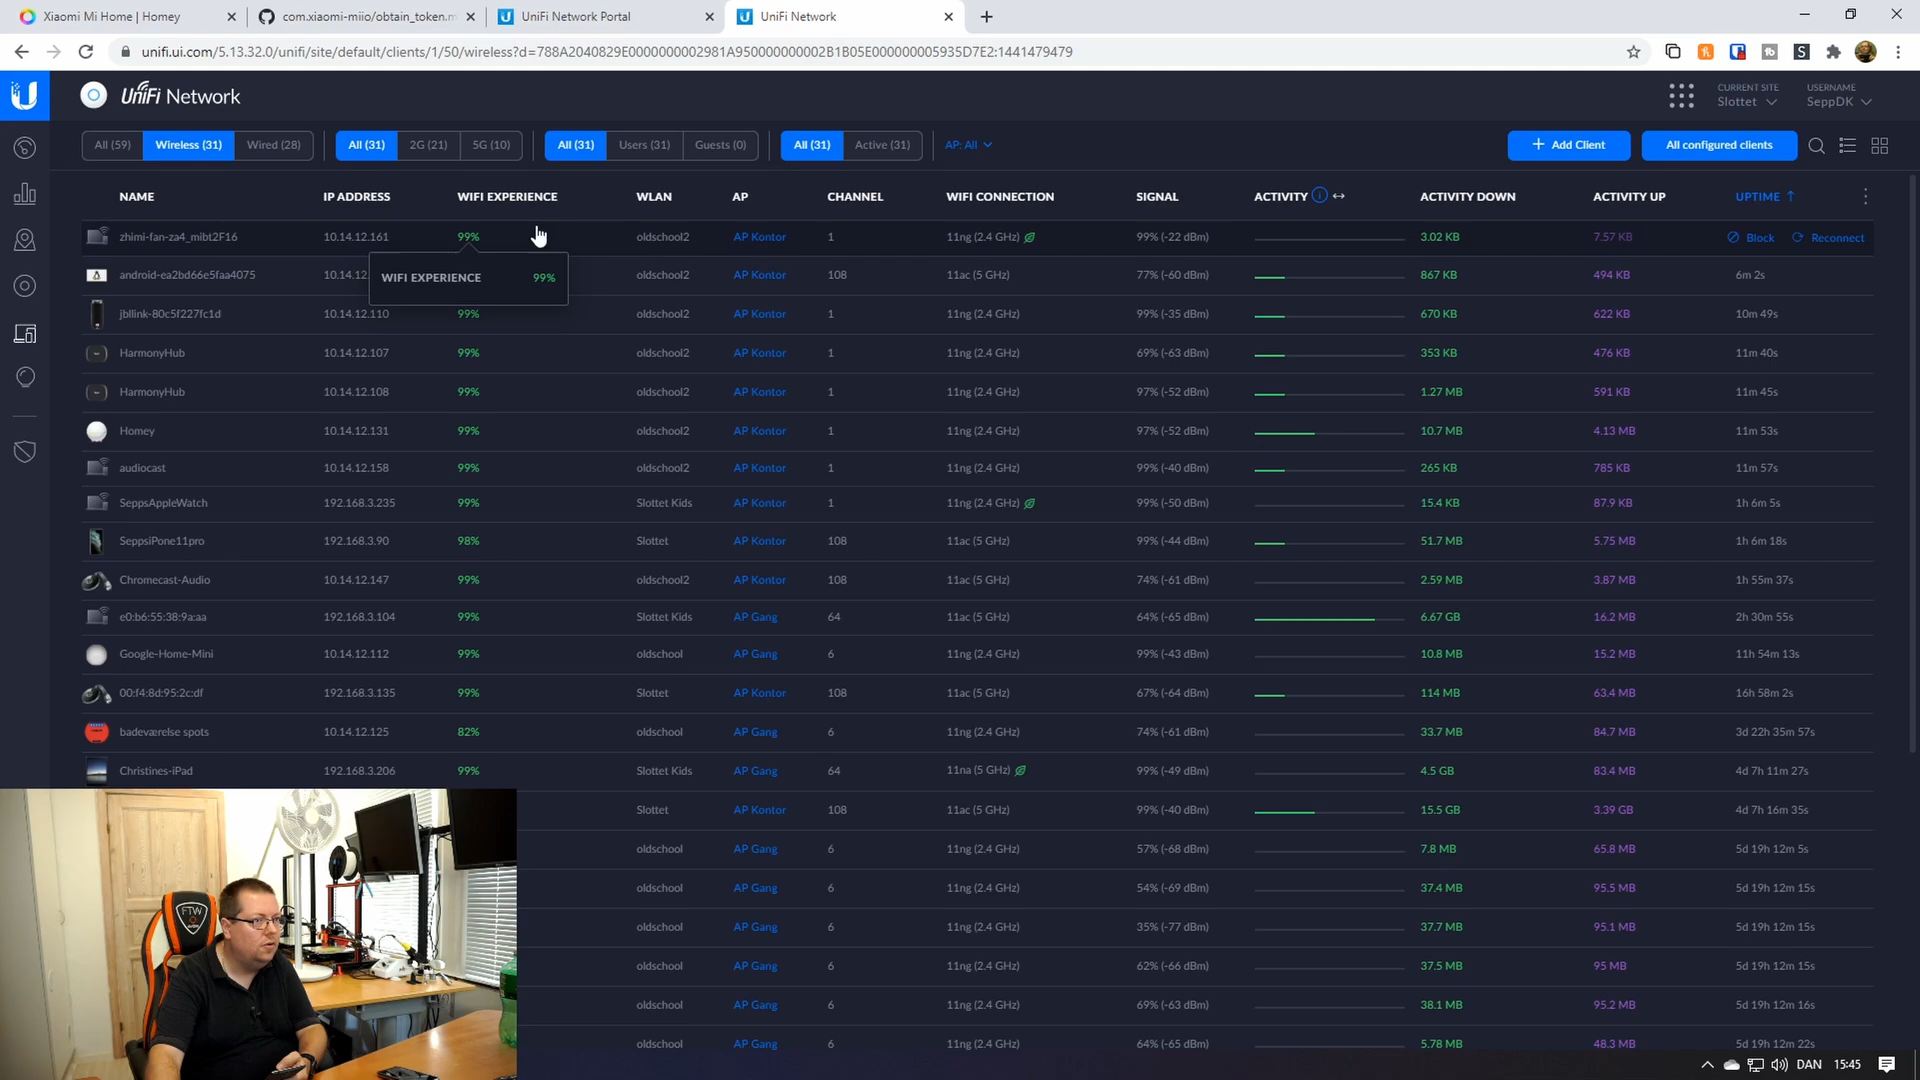 Xiaomi Mi Home | Homey
com.xiaomi-miio/obtain_token.m
UniFi Network Portal
UniFi Network
unifi.ui.com/5.13.32.0/unifi/site/default/clients/1/50/wireless?d=788A2040829E0000000002981A950000000002B1B05E000000005935D7E2:1441479479
UniFi Network
CURRENT SITE
Slottet
USERNAME
SeppDK
All (59) Wireless (31) Wired (28) All (31) 2G (21) 5G (10) All (31) Users (31) Guests (0) All (31) Active (31) AP: All Add Client All configured clients
NAME IP ADDRESS WIFI EXPERIENCE WLAN AP CHANNEL WIFI CONNECTION SIGNAL ACTIVITY ACTIVITY DOWN ACTIVITY UP UPTIME
zhimi-fan-za4_mibt2F16 10.14.12.161 99% oldschool2 AP Kontor 1 11ng (2.4 GHz) 99% (-22 dBm) 3.02 KB 7.57 KB Block Reconnect
android-ea2bd66e5faa4075 10.14.12. oldschool2 AP Kontor 108 11ac (5 GHz) 77% (-60 dBm) 867 KB 494 KB 6m 2s
WIFI EXPERIENCE 99%
jbllink-80c5f227fc1d 10.14.12.110 99% oldschool2 AP Kontor 1 11ng (2.4 GHz) 99% (-35 dBm) 670 KB 622 KB 10m 49s
HarmonyHub 10.14.12.107 99% oldschool2 AP Kontor 1 11ng (2.4 GHz) 69% (-63 dBm) 353 KB 476 KB 11m 40s
HarmonyHub 10.14.12.108 99% oldschool2 AP Kontor 1 11ng (2.4 GHz) 97% (-52 dBm) 1.27 MB 591 KB 11m 45s
Homey 10.14.12.131 99% oldschool2 AP Kontor 1 11ng (2.4 GHz) 97% (-52 dBm) 10.7 MB 4.13 MB 11m 53s
audiocast 10.14.12.158 99% oldschool2 AP Kontor 1 11ng (2.4 GHz) 99% (-40 dBm) 265 KB 785 KB 11m 57s
SeppsAppleWatch 192.168.3.235 99% Slottet Kids AP Kontor 1 11ng (2.4 GHz) 99% (-50 dBm) 15.4 KB 87.9 KB 1h 6m 5s
SeppsiPone11pro 192.168.3.90 98% Slottet AP Kontor 108 11ac (5 GHz) 99% (-44 dBm) 51.7 MB 5.75 MB 1h 6m 18s
Chromecast-Audio 10.14.12.147 99% oldschool2 AP Kontor 108 11ac (5 GHz) 74% (-61 dBm) 2.59 MB 3.87 MB 1h 55m 37s
e0:b6:55:38:9a:aa 192.168.3.104 99% Slottet Kids AP Gang 64 11ac (5 GHz) 64% (-65 dBm) 6.67 GB 16.2 MB 2h 30m 55s
Google-Home-Mini 10.14.12.112 99% oldschool AP Gang 6 11ng (2.4 GHz) 99% (-43 dBm) 10.8 MB 15.2 MB 11h 54m 13s
00:f4:8d:95:2c:df 192.168.3.135 99% Slottet AP Kontor 108 11ac (5 GHz) 67% (-64 dBm) 114 MB 63.4 MB 16h 58m 2s
badeværelse spots 10.14.12.125 82% oldschool AP Gang 6 11ng (2.4 GHz) 74% (-61 dBm) 33.7 MB 84.7 MB 3d 22h 35m 57s
Christines-iPad 192.168.3.206 99% Slottet Kids AP Gang 64 11na (5 GHz) 99% (-49 dBm) 4.5 GB 83.4 MB 4d 7h 11m 27s
Slottet AP Kontor 108 11ac (5 GHz) 99% (-40 dBm) 15.5 GB 3.39 GB 4d 7h 16m 35s
oldschool AP Gang 6 11ng (2.4 GHz) 57% (-68 dBm) 7.8 MB 65.8 MB 5d 19h 12m 5s
oldschool AP Gang 6 11ng (2.4 GHz) 54% (-69 dBm) 37.4 MB 95.5 MB 5d 19h 12m 15s
oldschool AP Gang 6 11ng (2.4 GHz) 35% (-77 dBm) 37.7 MB 95.1 MB 5d 19h 12m 15s
oldschool AP Gang 6 11ng (2.4 GHz) 62% (-66 dBm) 37.5 MB 95 MB 5d 19h 12m 15s
oldschool AP Gang 6 11ng (2.4 GHz) 69% (-63 dBm) 38.1 MB 95.2 MB 5d 19h 12m 16s
oldschool AP Gang 6 11ng (2.4 GHz) 64% (-65 dBm) 5.78 MB 48.3 MB 5d 19h 12m 22s
FTW
DAN 15:45